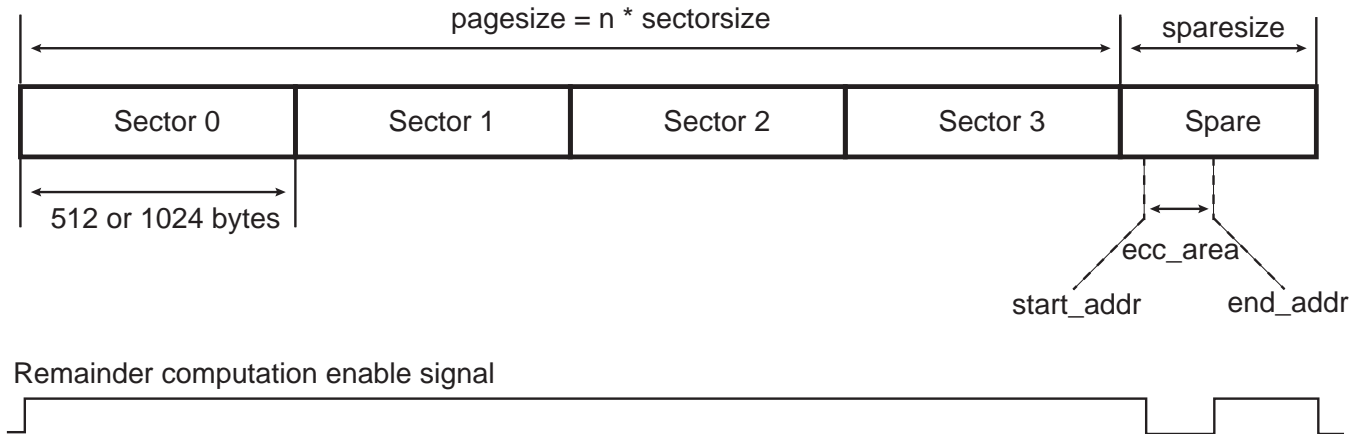 pagesize = n * sectorsize
sparesize
Sector 0
Sector 1
Sector 2
Sector 3
Spare
512 or 1024 bytes
ecc_area
start_addr
end_addr
Remainder computation enable signal